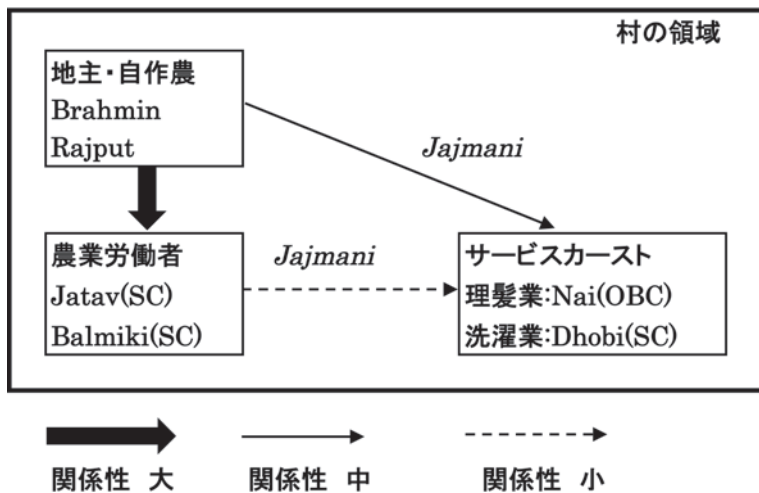 村の領域
地主・自作農
Brahmin
Rajput
Jajmani
農業労働者
Jatav(SC)
Balmiki(SC)
Jajmani
サービスカースト
理髪業:Nai(OBC)
洗濯業:Dhobi(SC)
関係性 大
関係性 中
関係性 小